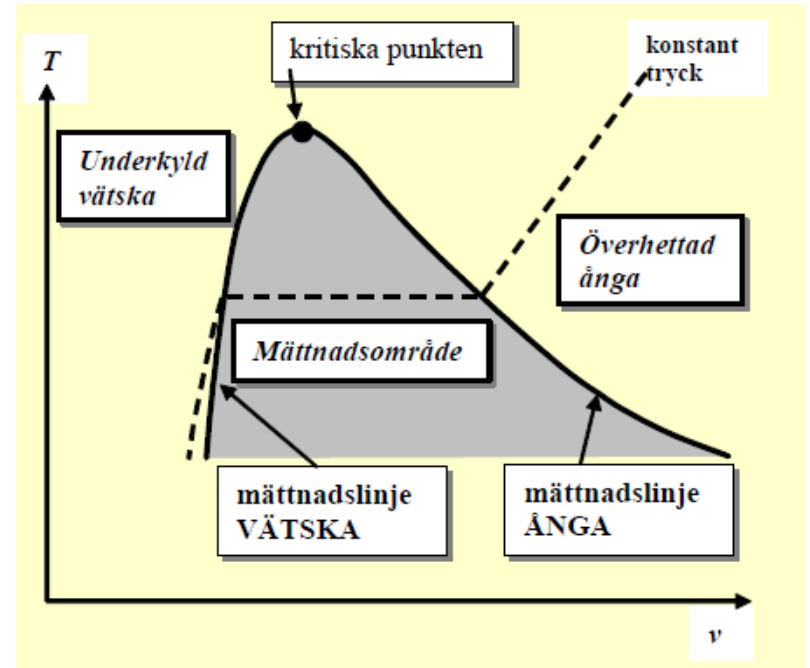 T
kritiska punkten
konstant
tryck
Underkyld
vätska
Överhettad
ånga
Mättnadsområde
mättnadslinje
VÄTSKA
mättnadslinje
ÅNGA
v